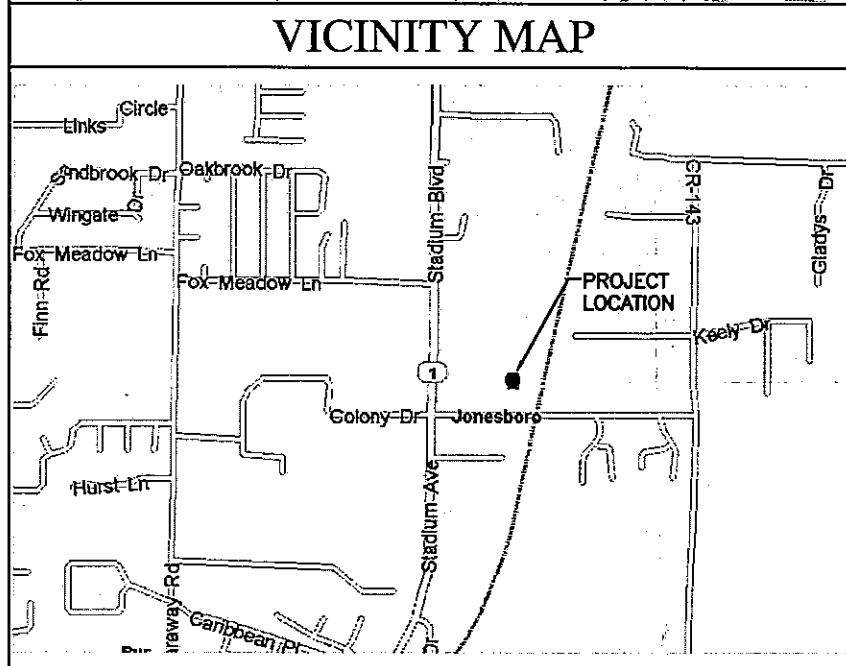 VICINITY MAP
Circle
Links
Oakbrook Dr
Wingate
Dr
Fox Meadow Ln
Finn Rd
Fox Meadow Ln
Stadium Blvd
CR-143
Gladys Dr
PROJECT
LOCATION
Keely Dr
1
Colony Dr
Jonesboro
Hurst Ln
Stadium Ave
Caribbean Pl
Dr